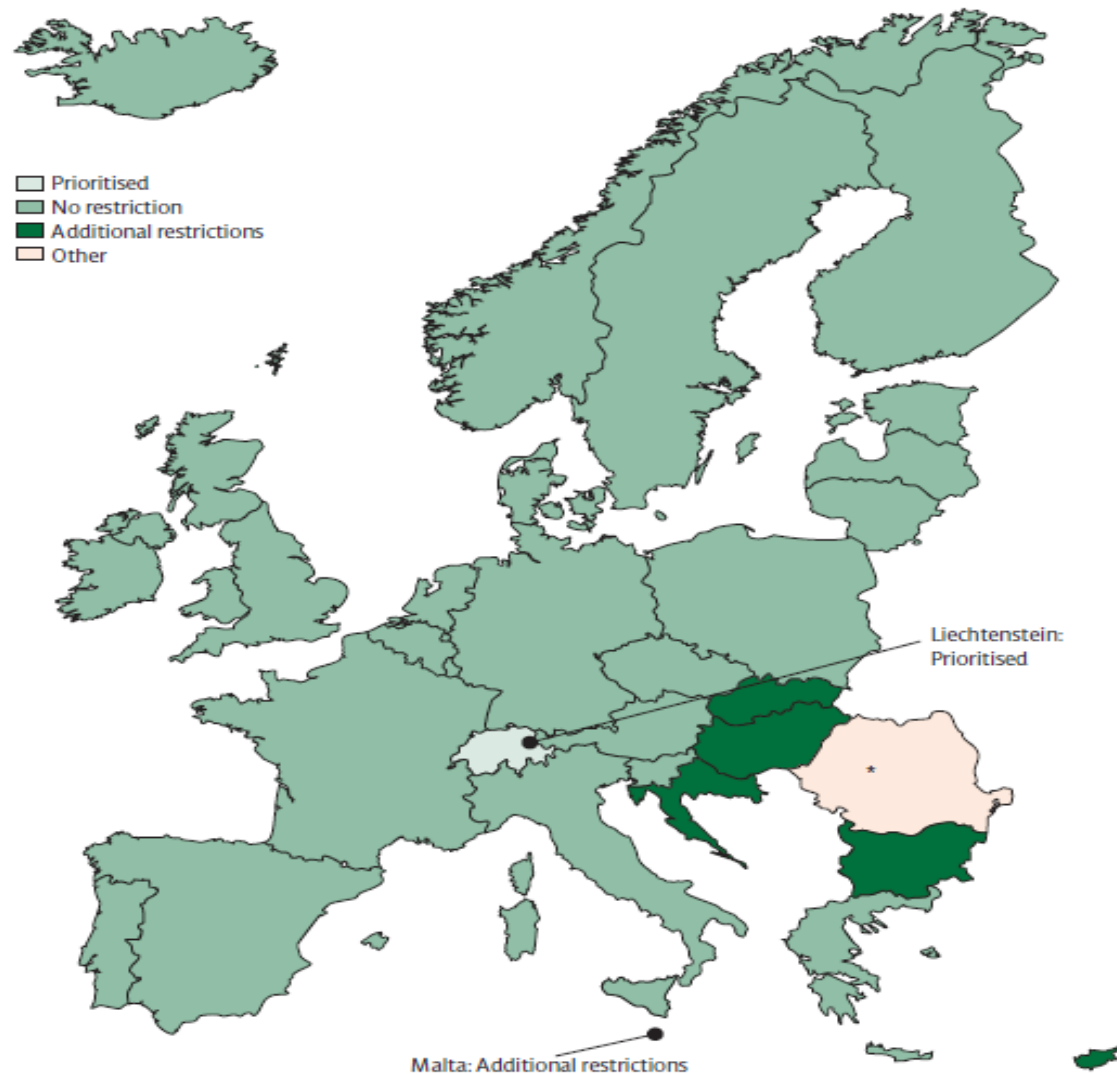 Prioritised
No restriction
Additional restrictions
Other
Liechtenstein:
Prioritised
*
Malta: Additional restrictions